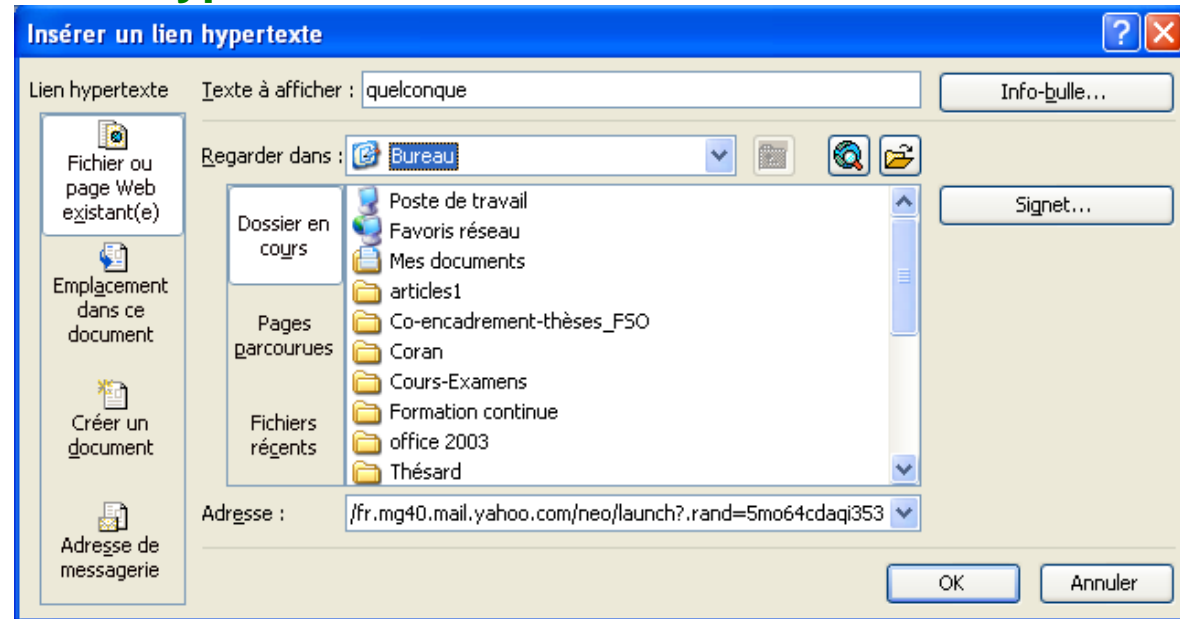 Insérer un lien hypertexte
Lien hypertexte
Texte à afficher : quelconque
Info-bulle...
Fichier ou
page Web
existant(e)
Regarder dans : Bureau
Signet...
Dossier en
cours
Poste de travail
Favoris réseau
Mes documents
articles1
Co-encadrement-thèses_FSO
Coran
Cours-Examens
Formation continue
office 2003
Thésard
Emplacement
dans ce
document
Pages
parcourues
Créer un
document
Fichiers
récents
Adresse de
messagerie
Adresse : /fr.mg40.mail.yahoo.com/neo/launch?.rand=5mo64cdaqi353
OK
Annuler